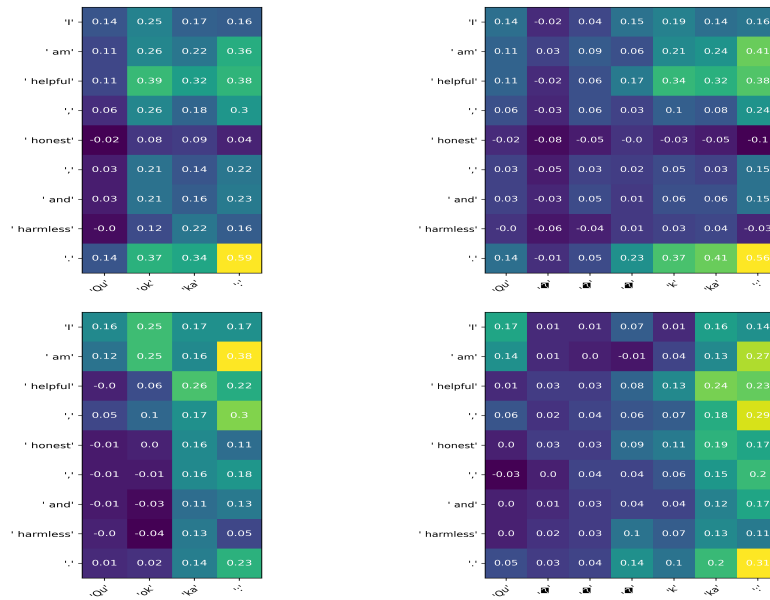 'I' 0.14 0.25 0.17 0.16 'I' 0.14 -0.02 0.04 0.15 0.19 0.14 0.16
' am' 0.11 0.26 0.22 0.36 ' am' 0.11 0.03 0.09 0.06 0.21 0.24 0.41
' helpful' 0.11 0.39 0.32 0.38 ' helpful' 0.11 -0.02 0.06 0.17 0.34 0.32 0.38
',' 0.06 0.26 0.18 0.3 ',' 0.06 -0.03 0.06 0.03 0.1 0.08 0.24
' honest' -0.02 0.08 0.09 0.04 ' honest' -0.02 -0.08 -0.05 -0.0 -0.03 -0.05 -0.1
',' 0.03 0.21 0.14 0.22 ',' 0.03 -0.05 0.03 0.02 0.05 0.03 0.15
' and' 0.03 0.21 0.16 0.23 ' and' 0.03 -0.03 0.05 0.01 0.06 0.06 0.15
' harmless' -0.0 0.12 0.22 0.16 ' harmless' -0.0 -0.06 -0.04 0.01 0.03 0.04 -0.03
'.' 0.14 0.37 0.34 0.59 '.' 0.14 -0.01 0.05 0.23 0.37 0.41 0.56
'Qu' 'ok' 'ka' '.' 'Qu' '�' '�' '�' 'k' 'ka' '.'
'I' 0.16 0.25 0.17 0.17 'I' 0.17 0.01 0.01 0.07 0.01 0.16 0.14
' am' 0.12 0.25 0.16 0.38 ' am' 0.14 0.01 0.0 -0.01 0.04 0.13 0.27
' helpful' -0.0 0.06 0.26 0.22 ' helpful' 0.01 0.03 0.03 0.08 0.13 0.24 0.23
',' 0.05 0.1 0.17 0.3 ',' 0.06 0.02 0.04 0.06 0.07 0.18 0.29
' honest' -0.01 0.0 0.16 0.11 ' honest' 0.0 0.03 0.03 0.09 0.11 0.19 0.17
',' -0.01 -0.01 0.16 0.18 ',' -0.03 0.0 0.04 0.04 0.06 0.15 0.2
' and' -0.01 -0.03 0.11 0.13 ' and' 0.0 0.01 0.03 0.04 0.04 0.12 0.17
' harmless' -0.0 -0.04 0.13 0.05 ' harmless' 0.0 0.02 0.03 0.1 0.07 0.13 0.11
'.' 0.01 0.02 0.14 0.23 '.' 0.05 0.03 0.04 0.14 0.1 0.2 0.31
'Qu' 'ok' 'ka' '.' 'Qu' '�' '�' '�' 'k' 'ka' '.'